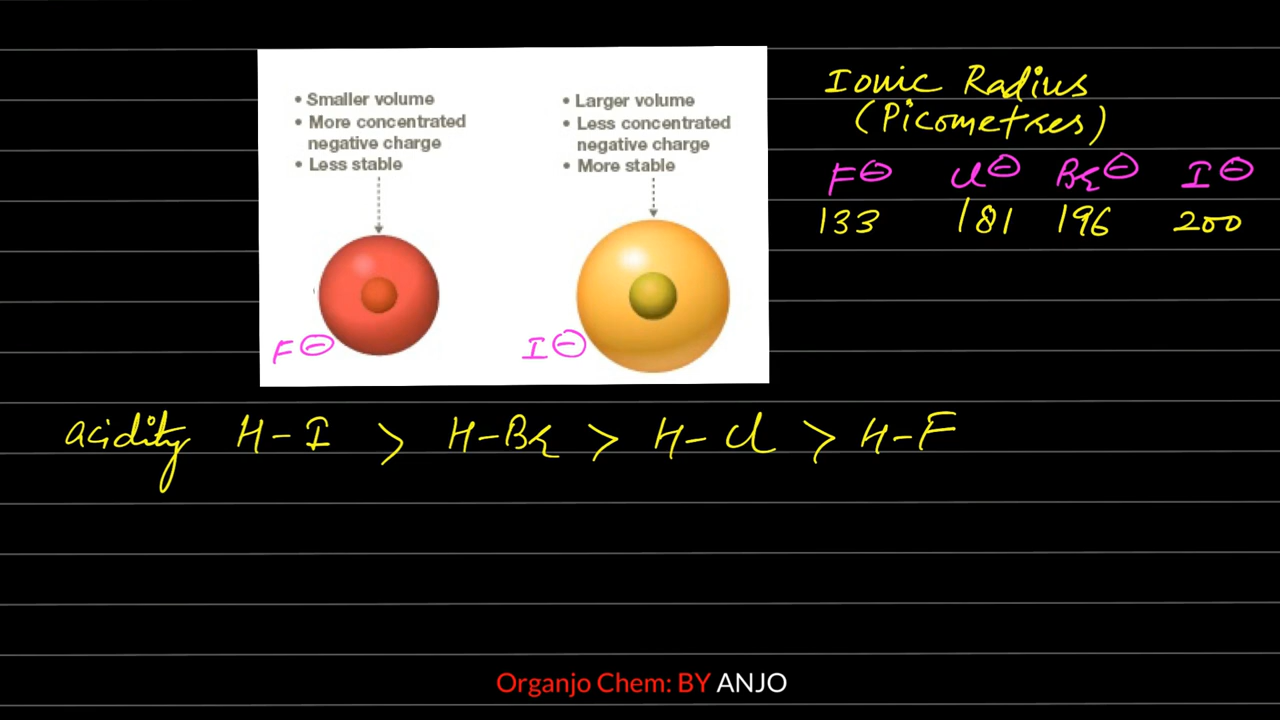 • Smaller volume
• More concentrated
negative charge
• Less stable
• Larger volume
• Less concentrated
negative charge
• More stable
F⊖
I⊖
Ionic Radius
(Picometres)
F⊖ Cl⊖ Br⊖ I⊖
133 181 196 200
acidity H-I > H-Br > H-Cl > H-F
Organjo Chem: BY ANJO